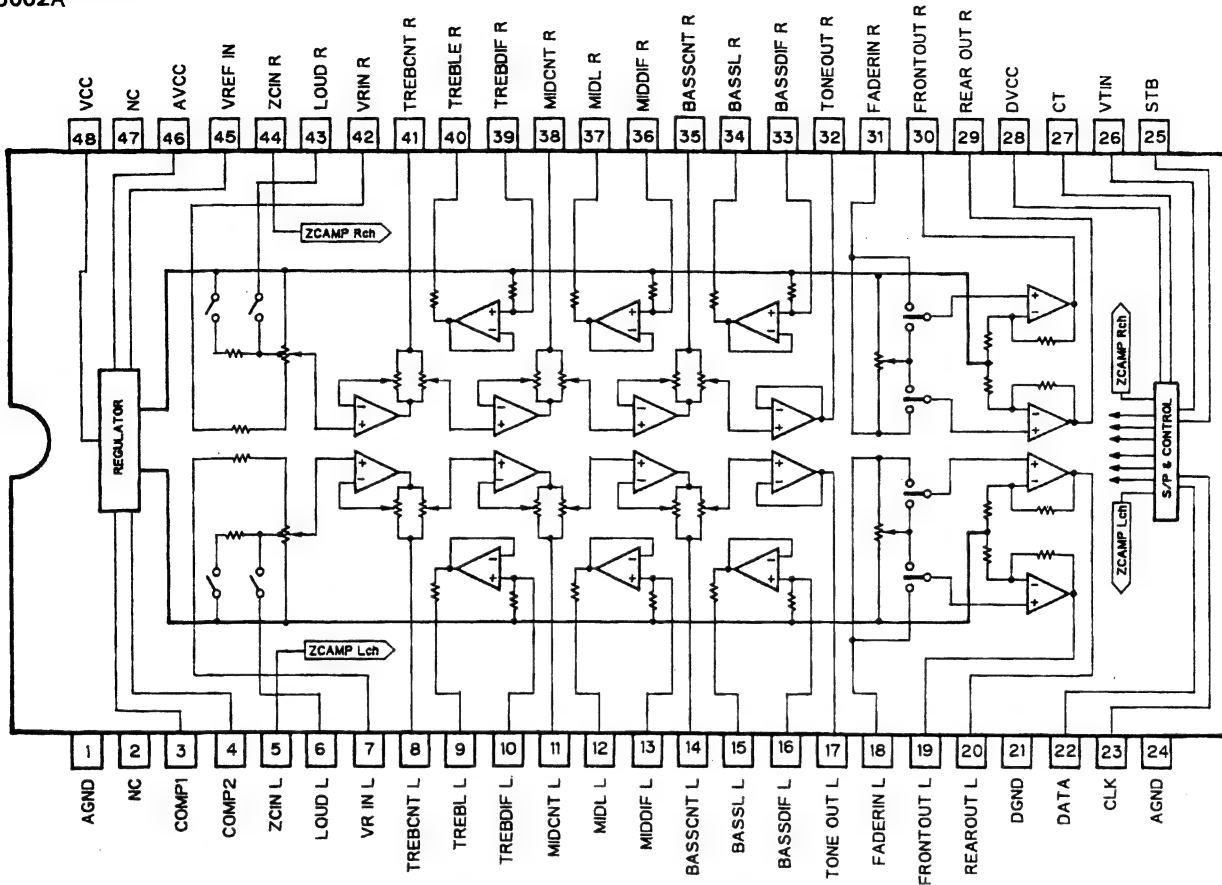 VCC
NC
AVCC
VREF IN
ZCIN R
LOUD R
VRIN R
TREBCNT R
TREBLE R
TREBDIF R
MIDCNT R
MIDL R
MIDDIF R
BASSCNT R
BASSL R
BASSDIF R
TONEOUT R
FADERIN R
FRONTOUT R
REAR OUT R
DVCC
CT
VTIN
STB
48
47
46
45
44
43
42
41
40
39
38
37
36
35
34
33
32
31
30
29
28
27
26
25
ZCAMP Rch
REGULATOR
ZCAMP Rch
S/P & CONTROL
ZCAMP Lch
ZCAMP Lch
1
2
3
4
5
6
7
8
9
10
11
12
13
14
15
16
17
18
19
20
21
22
23
24
AGND
NC
COMP1
COMP2
ZCIN L
LOUD L
VR IN L
TREBCNT L
TREBL L
TREBDIF L
MIDCNT L
MIDL L
MIDDIF L
BASSCNT L
BASSL L
BASSDIF L
TONE OUT L
FADERIN L
FRONTOUT L
REAROUT L
DGND
DATA
CLK
AGND